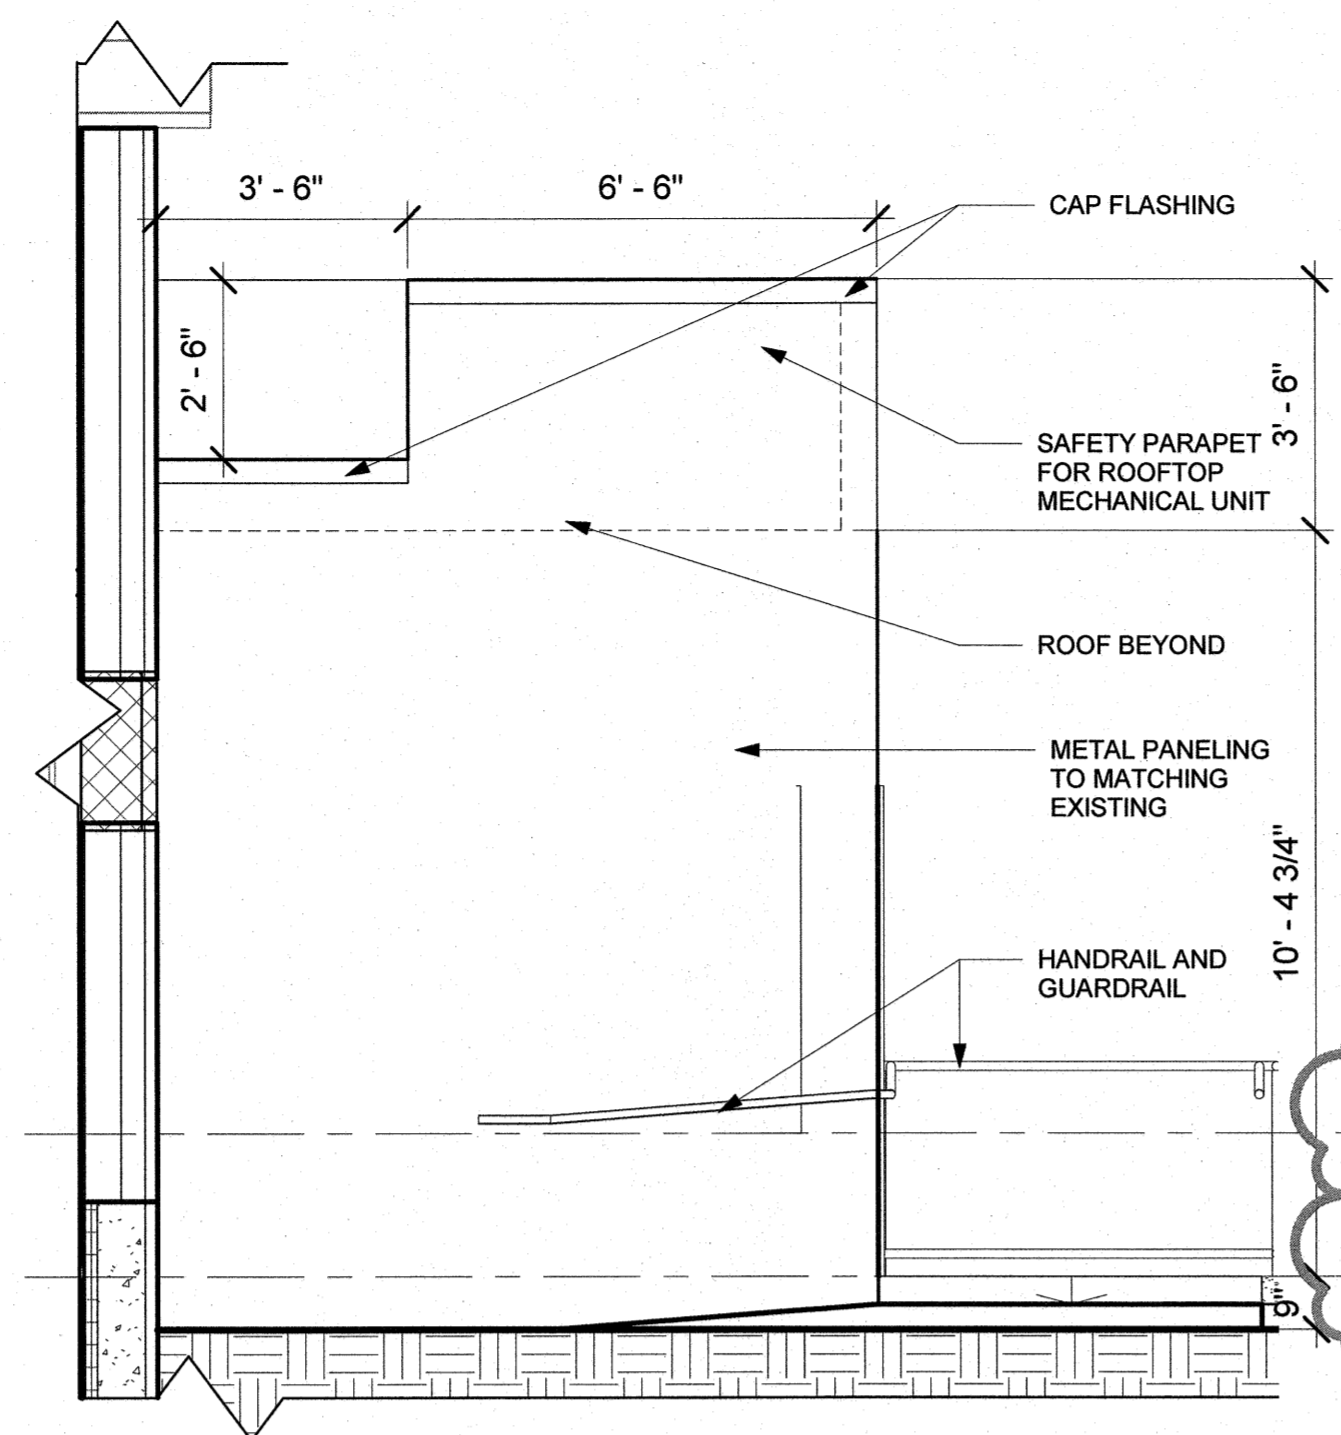 3' - 6"
6' - 6"
CAP FLASHING
2' - 6"
3' - 6"
SAFETY PARAPET
FOR ROOFTOP
MECHANICAL UNIT
ROOF BEYOND
METAL PANELING
TO MATCHING
EXISTING
10' - 4 3/4"
HANDRAIL AND
GUARDRAIL
9"